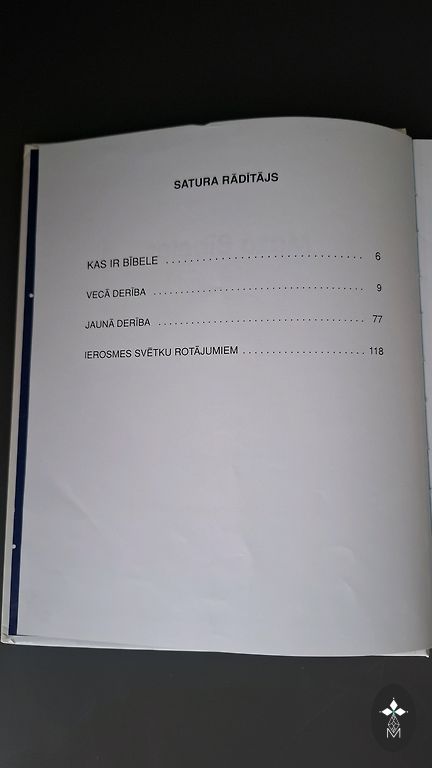 SATURA RĀDĪTĀJS
KAS IR BĪBELE . . . . . . . . . . . . . . . . . . . . . . . . . . . . . . 6
VECĀ DERĪBA . . . . . . . . . . . . . . . . . . . . . . . . . . . . . . . . 9
JAUNĀ DERĪBA . . . . . . . . . . . . . . . . . . . . . . . . . . . . . . . 77
IEROSMES SVĒTKU ROTĀJUMIEM . . . . . . . . . . . . . . . . . . . 118
M